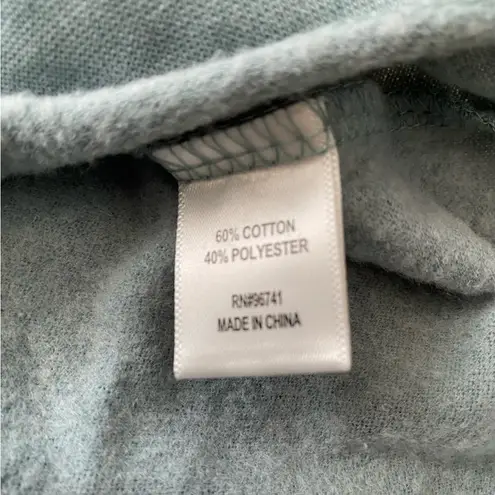 60% COTTON
40% POLYESTER
RN#96741
MADE IN CHINA